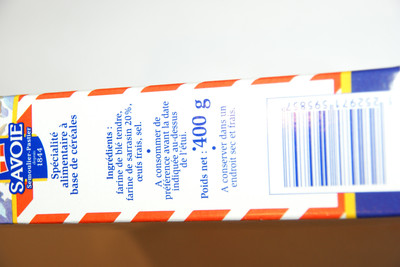 SAVOIE
Semoulier-Pastier
1844
Spécialité
alimentaire à
base de céréales
Ingrédients :
farine de blé tendre,
farine de sarrasin 20%,
œufs frais, sel.
• A consommer de
préférence avant la date
indiquée au-dessus
de l'étui.
Poids net : 400 g
• A conserver dans un
endroit sec et frais.